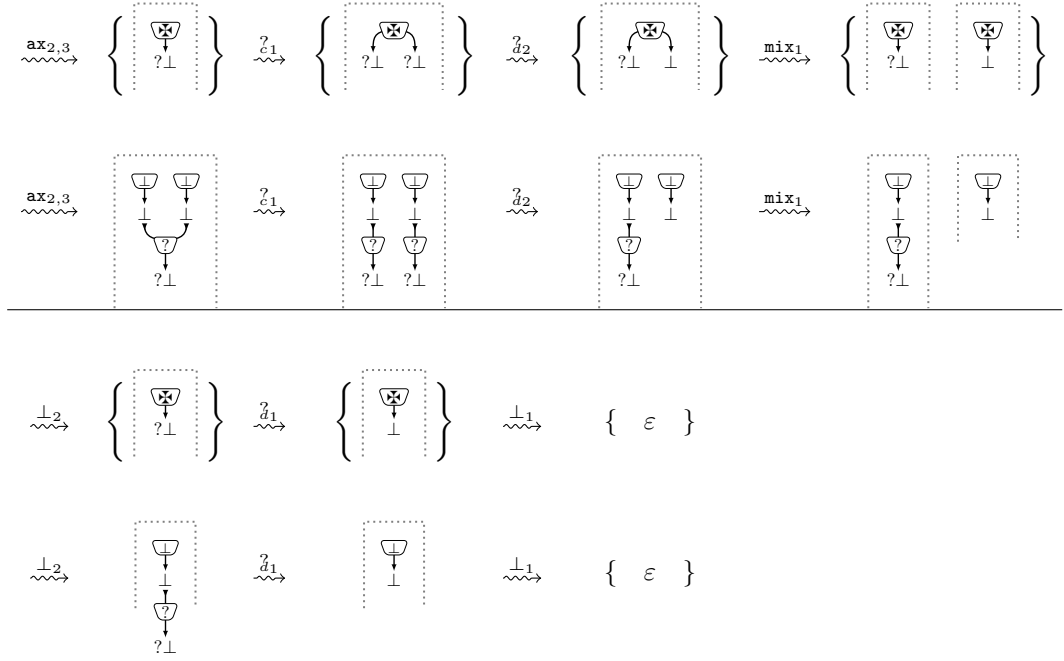 ax₂,₃ { ✠ } ?c₁ { ✠ } ?d₂ { ✠ } mix₁ { ✠ ✠ }
?⊥ ?⊥ ?⊥ ?⊥ ⊥ ?⊥ ⊥
⊥ ⊥ ⊥ ⊥ ⊥ ⊥ ⊥ ⊥
ax₂,₃ ⊥ ⊥ ?c₁ ⊥ ⊥ ?d₂ ⊥ ⊥ mix₁ ⊥ ⊥
? ? ? ? ?
?⊥ ?⊥ ?⊥ ?⊥ ?⊥
✠ ✠
⊥₂ { ?⊥ } ?d₁ { ⊥ } ⊥₁ { ε }
⊥ ⊥
⊥₂ ⊥ ?d₁ ⊥ ⊥₁ { ε }
?
?⊥